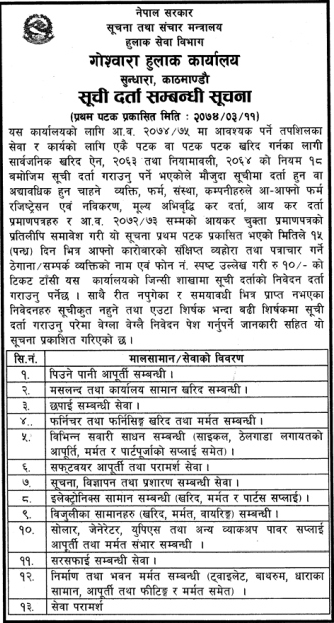 नेपाल सरकार
सूचना तथा संचार मन्त्रालय
हुलाक सेवा विभाग
गोश्वारा हुलाक कार्यालय
सुन्धारा, काठमाण्डौ
सूची दर्ता सम्बन्धी सूचना
(प्रथम पटक प्रकासित मिति : २०७४/०३/११)
यस कार्यालयको लागि आ.व. २०७४/७५ मा आवश्यक पर्ने तपशिलका
सेवा र कार्यको लागि एकै पटक वा पटक पटक खरिद गर्नका लागी
सार्वजनिक खरिद ऐन, २०६३ तथा नियामावली, २०६४ को नियम १८
बमोजिम सूची दर्ता गराउनु पर्ने भएकोले मौजुदा सूचीमा दर्ता हुन वा
अद्यावधिक हुन चाहने व्यक्ति, फर्म, संस्था, कम्पनीहरुले आ-आफ्नो फर्म
रजिष्ट्रेसन एवं नविकरण, मूल्य अभिवृद्धि कर दर्ता, आय कर दर्ता
प्रमाणपत्रहरु र आ.व. २०७२/७३ सम्मको आयकर चुक्ता प्रमाणपत्रको
प्रतिलीपि समावेश गरी यो सूचना प्रथम पटक प्रकासित भएको मितिले १५
(पन्ध्र) दिन भित्र आफ्नो कारोबारको संक्षिप्त व्यहोरा तथा पत्राचार गर्ने
ठेगाना/सम्पर्क व्यक्तिको नाम एवं फोन नं. स्पष्ट उल्लेख गरी रु १०/- को
टिकट टाँसी यस कार्यालयको जिन्सी शाखामा सूची दर्ताको निवेदन दर्ता
गराउनु पर्नेछ । साथै रीत नपुगेका र समयावधी भित्र प्राप्त नभएका
निवेदनहरु सूचीकृत नहुने तथा एउटा शिर्षक भन्दा बढी शिर्षकमा सूची
दर्ता गराउनु परेमा बेग्ला बेग्लै निवेदन पेश गर्नुपर्ने जानकारी सहित यो
सूचना प्रकाशित गरिएको छ ।
सि.नं. मालसामान/सेवाको विवरण
१. पिउने पानी आपूर्ती सम्बन्धी ।
२. मसलन्द तथा कार्यालय सामान खरिद सम्बन्धी ।
३. छपाई सम्बन्धी सेवा ।
४.. फर्निचर तथा फर्निसिङ्ग खरिद तथा मर्मत सम्बन्धी ।
५. विभिन्न सवारी साधन सम्बन्धी (साइकल, ठेलगाडा लगायतको
आपूर्ति, मर्मत र पार्टपूर्जाको सप्लाई समेत) ।
६. सफ्टवयर आपूर्ती तथा परामर्श सेवा ।
७. सूचना, विज्ञापन तथा प्रशारण सम्बन्धी सेवा ।
८. इलेक्ट्रोनिक्स सामान सम्बन्धी (खरिद, मर्मत र पार्टस सप्लाई) ।
९. विजुलीका सामानहरु (खरिद, मर्मत, वायरिङ्ग) सम्बन्धी ।
१०. सोलार, जेनेरेटर, युपिएस तथा अन्य व्याकअप पावर सप्लाई
आपूर्ती तथा मर्मत संभार सम्बन्धी ।
११. सरसफाई सम्बन्धी सेवा ।
१२. निर्माण तथा भवन मर्मत सम्बन्धी (ट्वाइलेट, बाथरुम, धाराका
सामान, आपूर्ती तथा फीटिङ्ग र मर्मत समेत) ।
१३. सेवा परामर्श